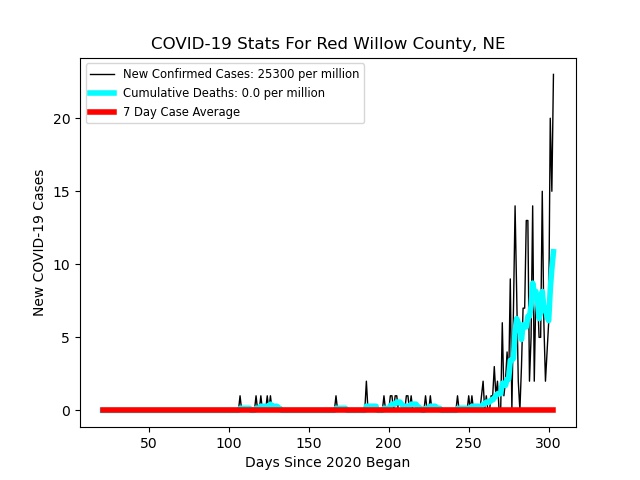 COVID-19 Stats For Red Willow County, NE
New Confirmed Cases: 25300 per million
Cumulative Deaths: 0.0 per million
7 Day Case Average
New COVID-19 Cases
20
15
10
5
0
50 100 150 200 250 300
Days Since 2020 Began